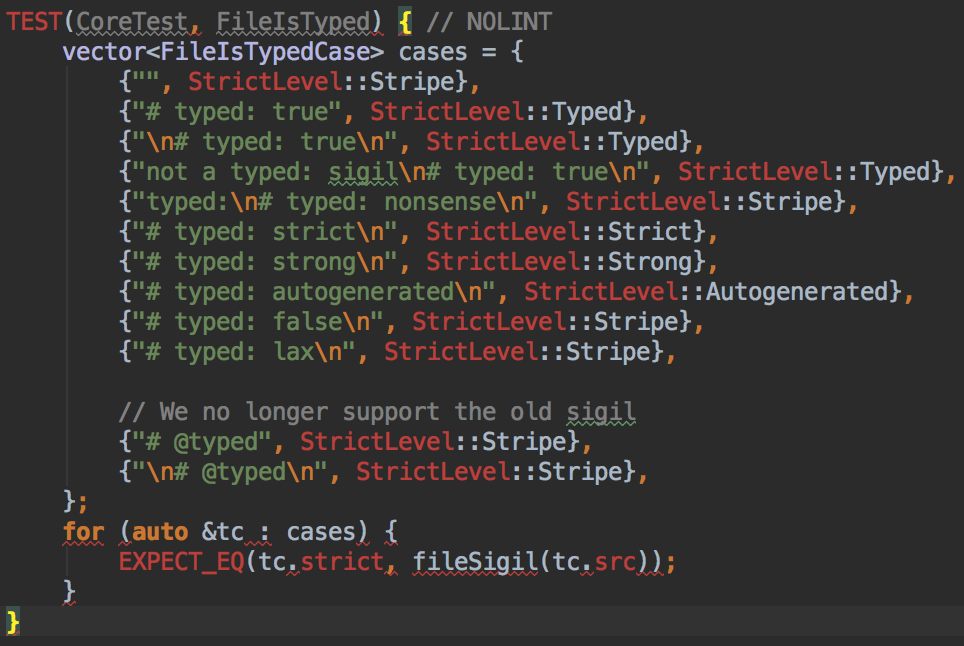 TEST(CoreTest, FileIsTyped) { // NOLINT
    vector<FileIsTypedCase> cases = {
        {"", StrictLevel::Stripe},
        {"# typed: true", StrictLevel::Typed},
        {"\n# typed: true\n", StrictLevel::Typed},
        {"not a typed: sigil\n# typed: true\n", StrictLevel::Typed},
        {"typed:\n# typed: nonsense\n", StrictLevel::Stripe},
        {"# typed: strict\n", StrictLevel::Strict},
        {"# typed: strong\n", StrictLevel::Strong},
        {"# typed: autogenerated\n", StrictLevel::Autogenerated},
        {"# typed: false\n", StrictLevel::Stripe},
        {"# typed: lax\n", StrictLevel::Stripe},

        // We no longer support the old sigil
        {"# @typed", StrictLevel::Stripe},
        {"\n# @typed\n", StrictLevel::Stripe},
    };
    for (auto &tc : cases) {
        EXPECT_EQ(tc.strict, fileSigil(tc.src));
    }
}